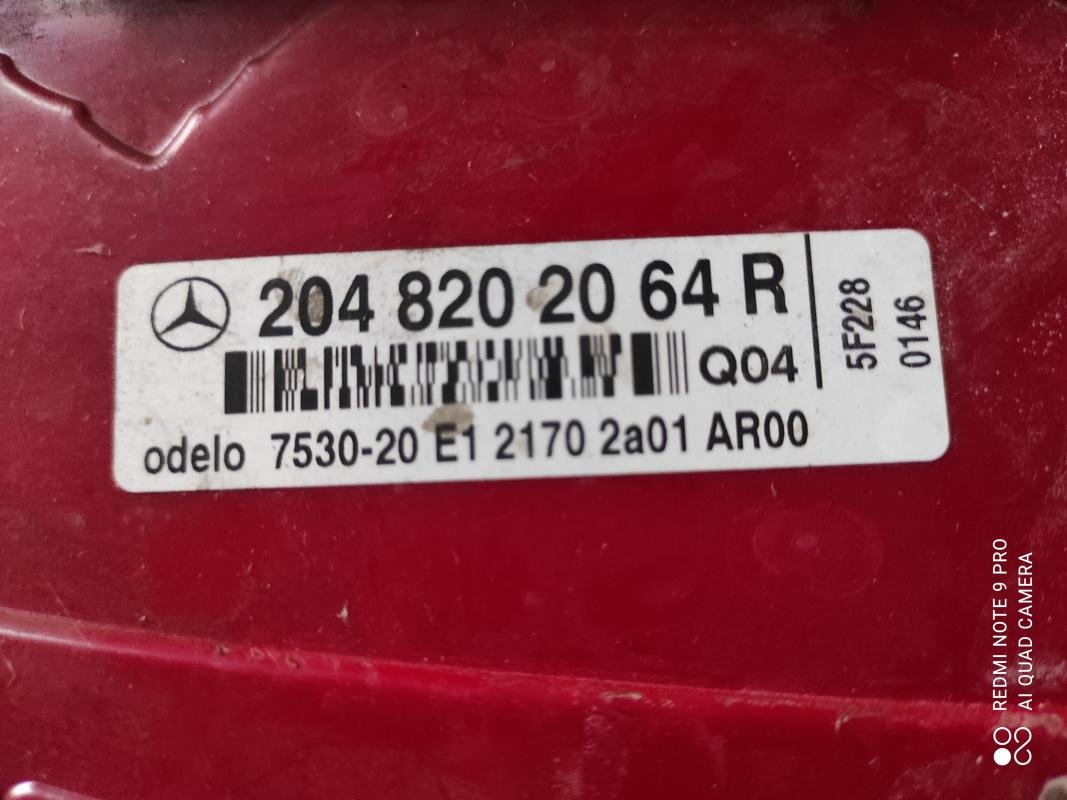 204 820 20 64 R
Q04
odelo 7530-20 E1 2170 2a01 AR00
5F228
0146
REDMI NOTE 9 PRO
AI QUAD CAMERA